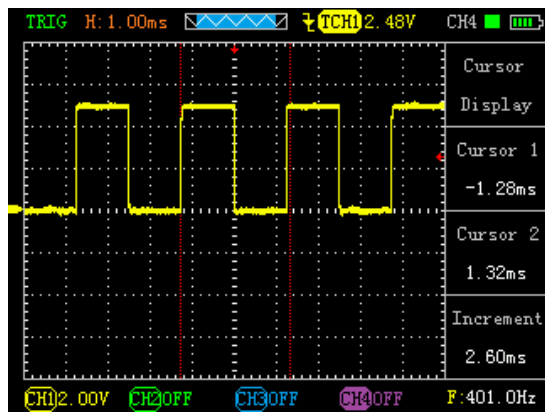 TRIG H:1.00ms TCH1 2.48V CH4
Cursor
Display
Cursor 1
-1.28ms
Cursor 2
1.32ms
Increment
2.60ms
CH1 2.00V CH2 OFF CH3 OFF CH4 OFF F:401.0Hz